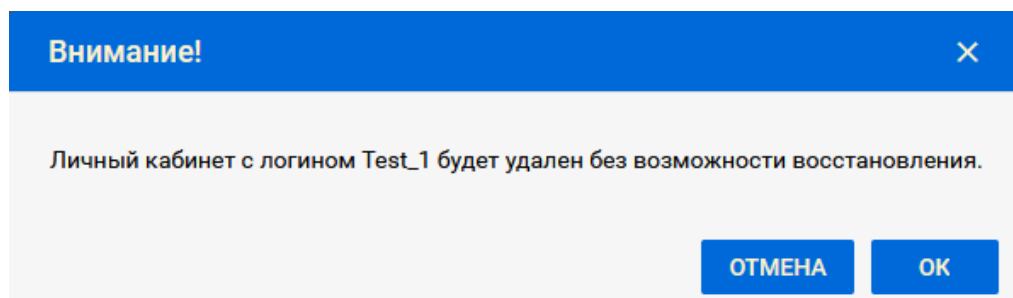 Внимание!
Личный кабинет с логином Test_1 будет удален без возможности восстановления.
ОТМЕНА
ОК